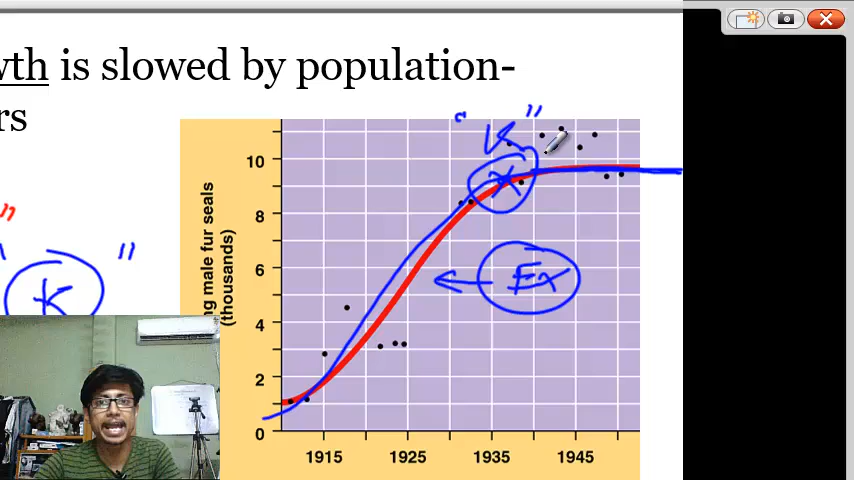 wth is slowed by population-
rs
"K"
"
"K"
ng male fur seals
(thousands)
10
8
6
4
2
0
Ex
1915
1925
1935
1945